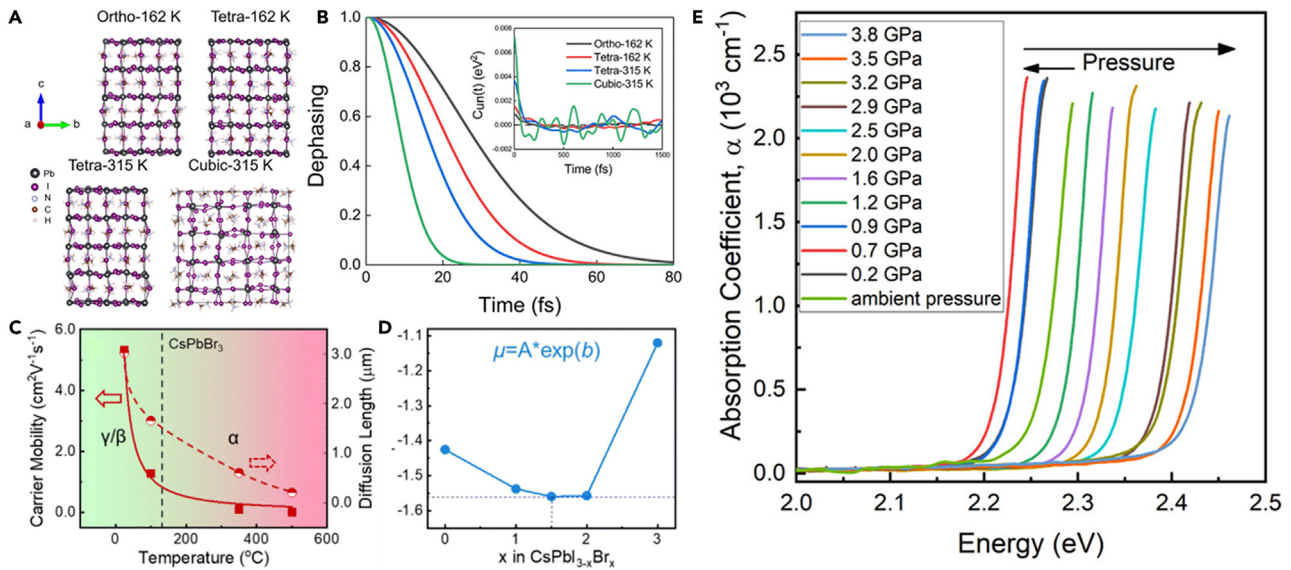 A
Ortho-162 K
Tetra-162 K
c
a
b
Tetra-315 K
Cubic-315 K
Pb
I
N
C
H
B
Dephasing
1.0
0.8
0.6
0.4
0.2
0.0
0
20
40
60
80
Time (fs)
Ortho-162 K
Tetra-162 K
Tetra-315 K
Cubic-315 K
Cun(t) (eV²)
0.008
0.006
0.004
0.002
0.000
-0.002
0
500
1000
1500
Time (fs)
C
Carrier Mobility (cm²V⁻¹s⁻¹)
6.0
4.0
2.0
0.0
CsPbBr₃
γ/β
α
3.0
2.0
1.0
0.0
Diffusion Length (μm)
0
200
400
600
Temperature (°C)
D
μ=A*exp(b)
-1.1
-1.2
-1.3
-1.4
-1.5
-1.6
0
1
2
3
x in CsPbI₃₋ₓBrₓ
E
Absorption Coefficient, α (10³ cm⁻¹)
2.5
2.0
1.5
1.0
0.5
0.0
3.8 GPa
3.5 GPa
3.2 GPa
2.9 GPa
2.5 GPa
2.0 GPa
1.6 GPa
1.2 GPa
0.9 GPa
0.7 GPa
0.2 GPa
ambient pressure
Pressure
2.0
2.1
2.2
2.3
2.4
2.5
Energy (eV)